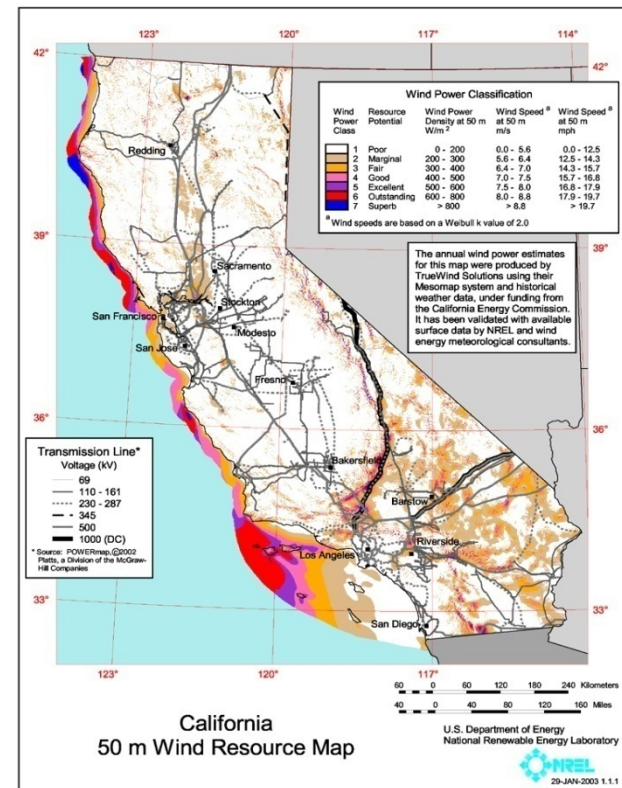 123°
120°
117°
114°
42°
42°
Wind Power Classification
Wind Power Class
Resource Potential
Wind Power Density at 50 m W/m²
Wind Speed ᵃ at 50 m m/s
Wind Speed ᵃ at 50 m mph
1 Poor 0 - 200 0.0 - 5.6 0.0 - 12.5
2 Marginal 200 - 300 5.6 - 6.4 12.5 - 14.3
3 Fair 300 - 400 6.4 - 7.0 14.3 - 15.7
4 Good 400 - 500 7.0 - 7.5 15.7 - 16.8
5 Excellent 500 - 600 7.5 - 8.0 16.8 - 17.9
6 Outstanding 600 - 800 8.0 - 8.8 17.9 - 19.7
7 Superb > 800 > 8.8 > 19.7
ᵃ Wind speeds are based on a Weibull k value of 2.0
Redding
39°
39°
The annual wind power estimates
for this map were produced by
TrueWind Solutions using their
Mesomap system and historical
weather data, under funding from
the California Energy Commission.
It has been validated with available
surface data by NREL and wind
energy meteorological consultants.
Sacramento
Stockton
San Francisco
Modesto
San Jose
Fresno
36°
36°
Transmission Line*
Voltage (kV)
69
110 - 161
230 - 287
345
500
1000 (DC)
* Source: POWERmap, ©2002
Platts, a Division of the McGraw-
Hill Companies
Bakersfield
Barstow
Los Angeles
Riverside
33°
33°
San Diego
123°
120°
117°
60 0 60 120 180 240 Kilometers
40 0 40 80 120 160 Miles
California
50 m Wind Resource Map
U.S. Department of Energy
National Renewable Energy Laboratory
NREL
29-JAN-2003 1.1.1